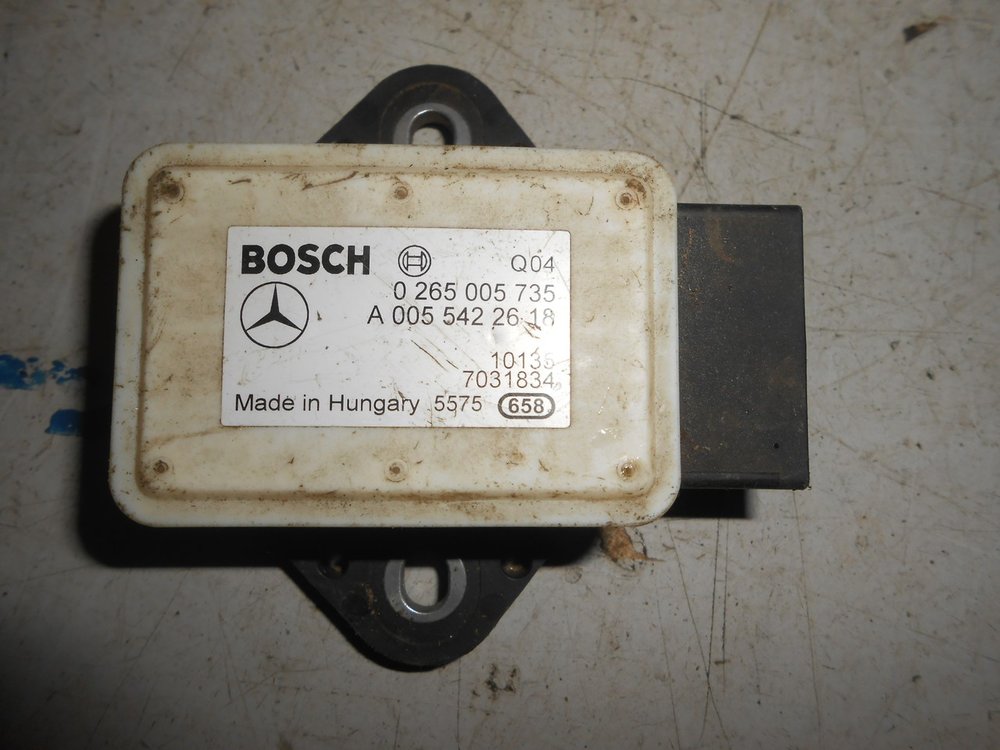 BOSCH Q04
0 265 005 735
A 005 542 26 18
10135
7031834
Made in Hungary 5575 658